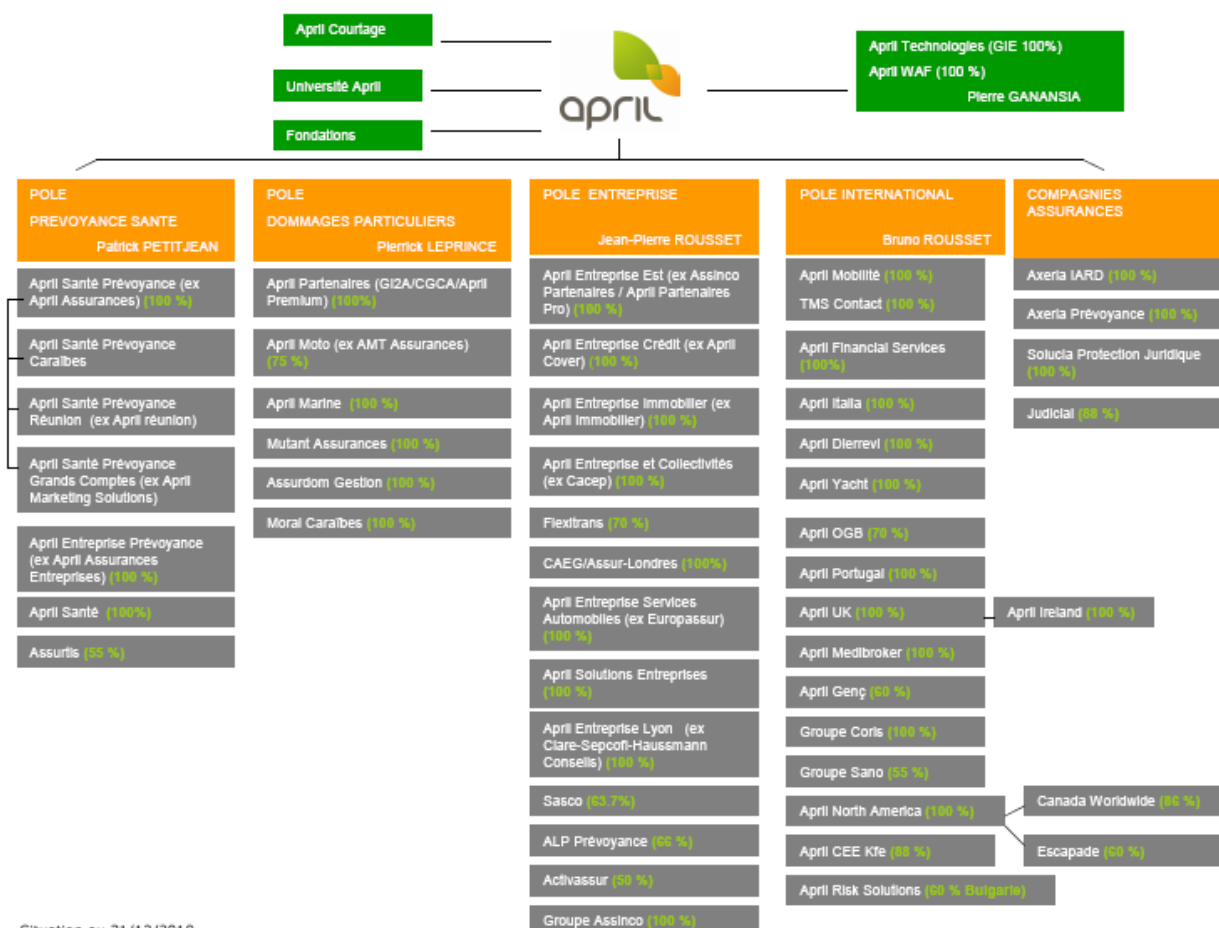 April Courtage
Université April
Fondations
april
April Technologies (GIE 100%)
April WAF (100 %)
Pierre GANANSIA
POLE
PREVOYANCE SANTE
Patrick PETITJEAN
April Santé Prévoyance (ex
April Assurances) (100 %)
April Santé Prévoyance
Caraïbes
April Santé Prévoyance
Réunion (ex April réunion)
April Santé Prévoyance
Grands Comptes (ex April
Marketing Solutions)
April Entreprise Prévoyance
(ex April Assurances
Entreprises) (100 %)
April Santé (100%)
Assurtis (55 %)
POLE
DOMMAGES PARTICULIERS
Pierrick LEPRINCE
April Partenaires (GI2A/CGCA/April
Premium) (100%)
April Moto (ex AMT Assurances)
(75 %)
April Marine (100 %)
Mutant Assurances (100 %)
Assurdom Gestion (100 %)
Moral Caraïbes (100 %)
POLE ENTREPRISE
Jean-Pierre ROUSSET
April Entreprise Est (ex Assinco
Partenaires / April Partenaires
Pro) (100 %)
April Entreprise Crédit (ex April
Cover) (100 %)
April Entreprise Immobilier (ex
April Immobilier) (100 %)
April Entreprise et Collectivités
(ex Cacep) (100 %)
Flexitrans (70 %)
CAEG/Assur-Londres (100%)
April Entreprise Services
Automobiles (ex Europassur)
(100 %)
April Solutions Entreprises
(100 %)
April Entreprise Lyon (ex
Clare-Sepcofi-Haussmann
Conseils) (100 %)
Sasco (63.7%)
ALP Prévoyance (66 %)
Activassur (50 %)
Groupe Assinco (100 %)
POLE INTERNATIONAL
Bruno ROUSSET
April Mobilité (100 %)
TMS Contact (100 %)
April Financial Services
(100%)
April Italia (100 %)
April Dierrevi (100 %)
April Yacht (100 %)
April OGB (70 %)
April Portugal (100 %)
April UK (100 %)
April Ireland (100 %)
April Medibroker (100 %)
April Genç (60 %)
Groupe Coris (100 %)
Groupe Sano (55 %)
April North America (100 %)
Canada Worldwide (86 %)
Escapade (60 %)
April CEE Kfe (88 %)
April Risk Solutions (60 % Bulgarie)
COMPAGNIES
ASSURANCES
Axeria IARD (100 %)
Axeria Prévoyance (100 %)
Solucia Protection Juridique
(100 %)
Judicial (88 %)
Situation au 31/12/2010